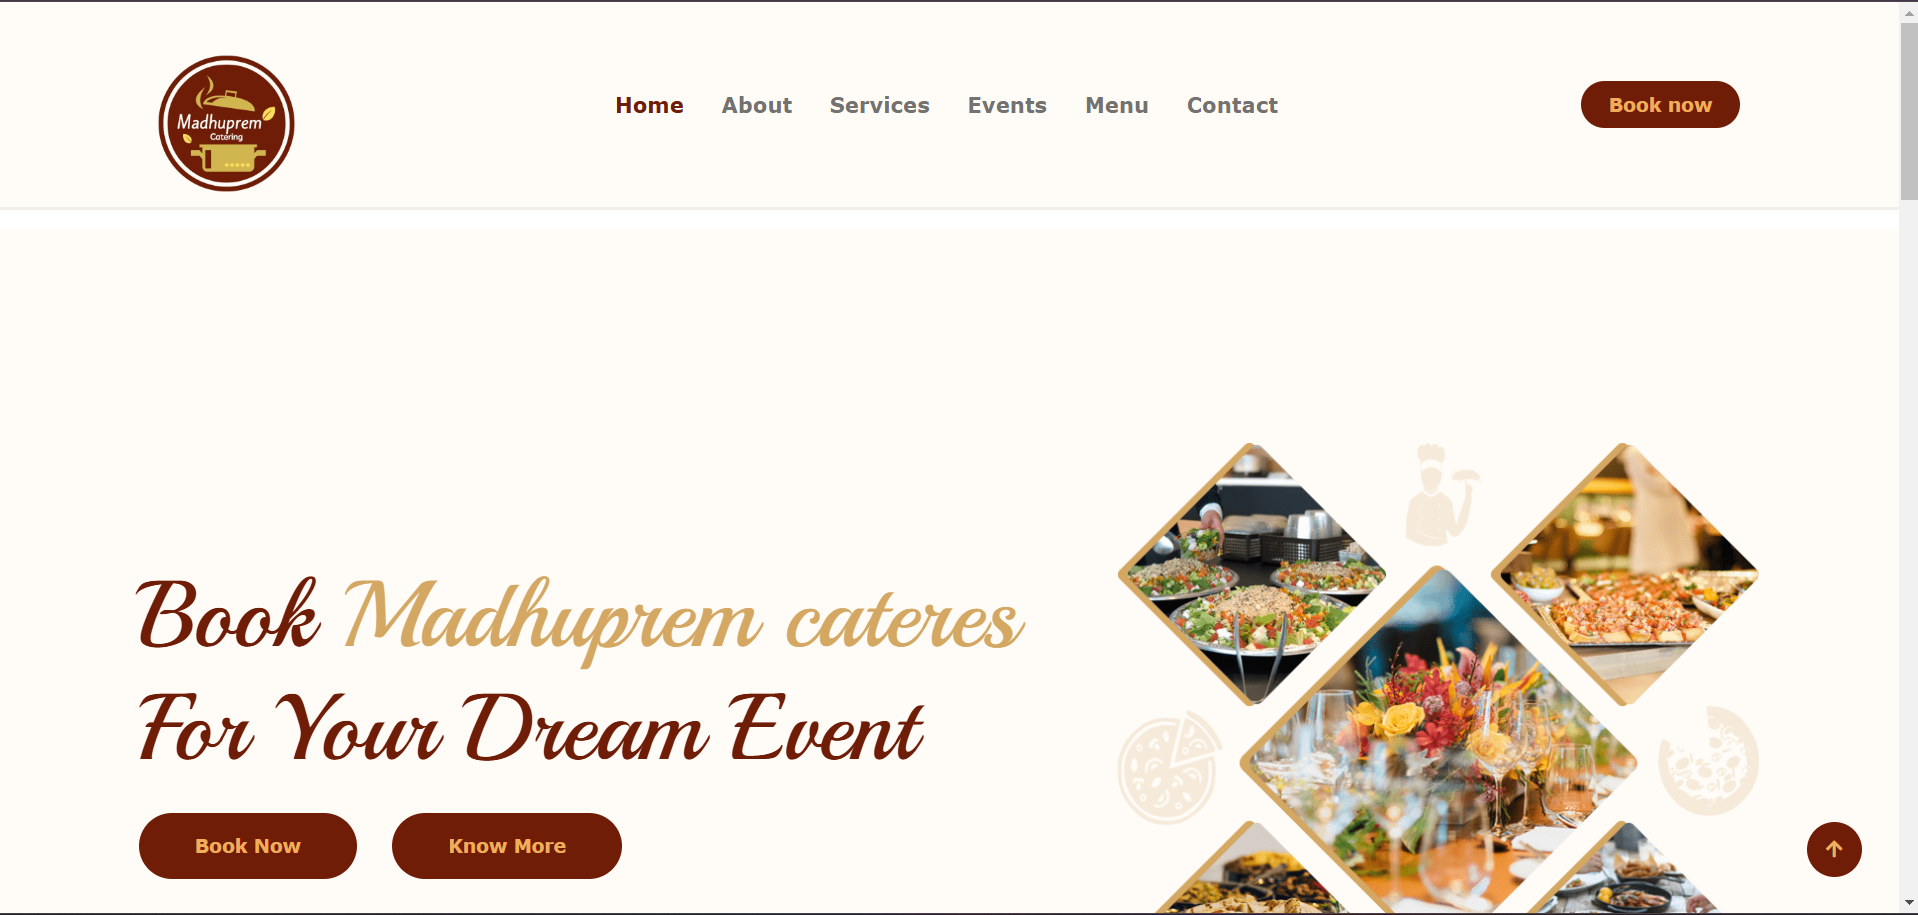 Madhuprem
Catering
Home About Services Events Menu Contact
Book now
Book Madhuprem cateres
For Your Dream Event
Book Now Know More